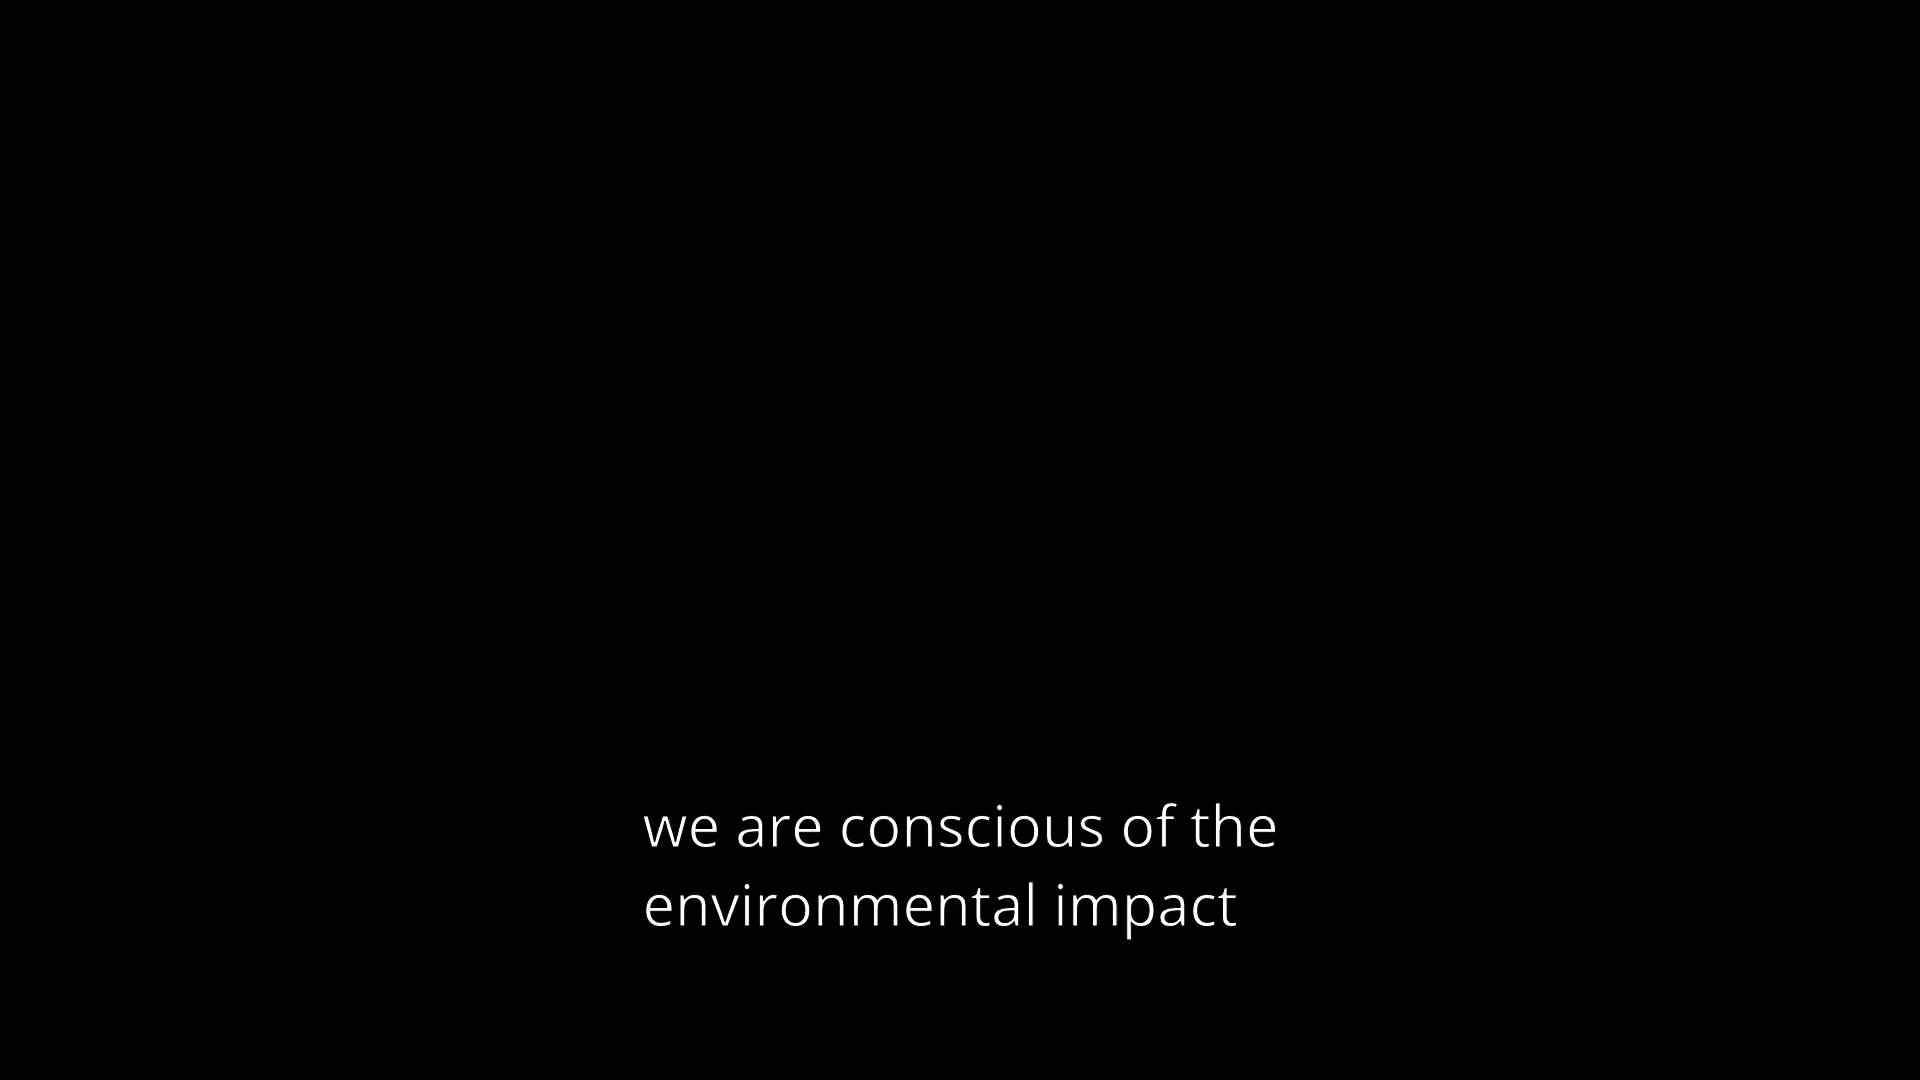 we are conscious of the
environmental impact